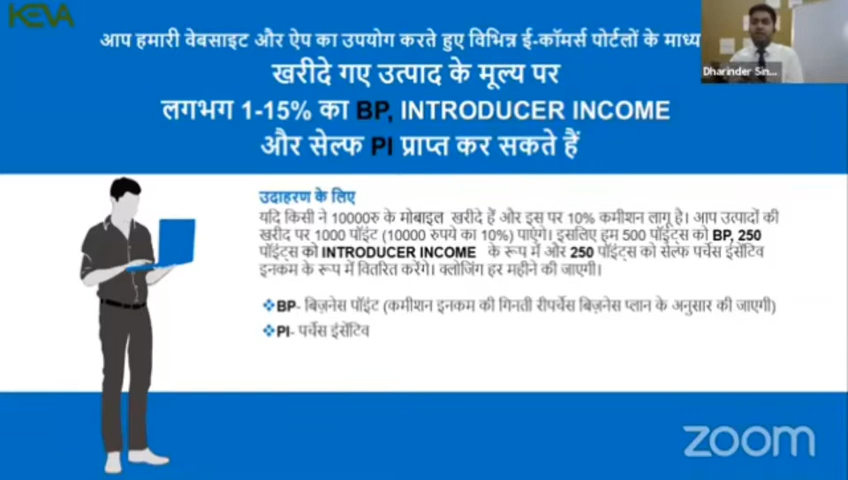 KEVA
आप हमारी वेबसाइट और ऐप का उपयोग करते हुए विभिन्न ई-कॉमर्स पोर्टलों के माध्य
खरीदे गए उत्पाद के मूल्य पर
लगभग 1-15% का BP, INTRODUCER INCOME
और सेल्फ PI प्राप्त कर सकते हैं
Dharinder Sin...
उदाहरण के लिए
यदि किसी ने 10000रु के मोबाइल खरीदे हैं और इस पर 10% कमीशन लागू है। आप उत्पादों की
खरीद पर 1000 पॉइंट (10000 रुपये का 10%) पाएंगे। इसलिए हम 500 पॉइंट्स को BP, 250
पॉइंट्स को INTRODUCER INCOME के रूप में और 250 पॉइंट्स को सेल्फ पर्चेस ईंसेंटिव
इनकम के रूप में वितरित करेंगे। क्लोजिंग हर महीने की जाएगी।
❖BP- बिज़नेस पॉइंट (कमीशन इनकम की गिनती रीपर्चेस बिज़नेस प्लान के अनुसार की जाएगी)
❖PI- पर्चेस इंसेंटिव
zoom